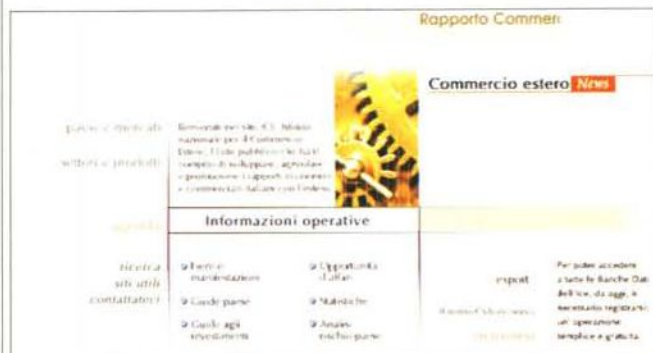 Rapporto Commerc
Commercio estero News
paesi e mercati
settori e prodotti
Benvenuti nel sito ICE, Istituto
nazionale per il Commercio
Estero, l'Ente pubblico che ha il
compito di sviluppare, agevolare
e promuovere i rapporti economici
e commerciali italiani con l'estero
agenda
Informazioni operative
ricerca
siti utili
contattateci
Fiere e
manifestazioni
Guide paese
Guide agli
investimenti
Opportunità
d'affari
Statistiche
Analisi
rischio paese
export
Per poter accedere
a tutte le Banche Dati
dell'Ice, da oggi, è
necessario registrarsi
un'operazione
semplice e gratuita.